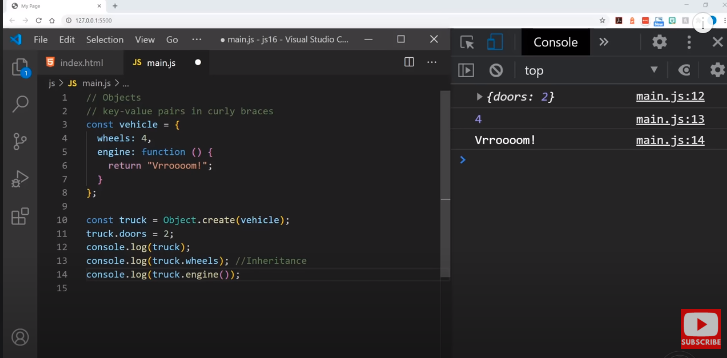 My Page
127.0.0.1:5500
File Edit Selection View Go ... ● main.js - js16 - Visual Studio C...
index.html
JS main.js
js > JS main.js > ...
1 // Objects
2 // key-value pairs in curly braces
3 const vehicle = {
4 wheels: 4,
5 engine: function () {
6 return "Vrroooom!";
7 }
8 };
9
10 const truck = Object.create(vehicle);
11 truck.doors = 2;
12 console.log(truck);
13 console.log(truck.wheels); //Inheritance
14 console.log(truck.engine());
15
1
Console
top
{doors: 2} main.js:12
4 main.js:13
Vrroooom! main.js:14
SUBSCRIBE